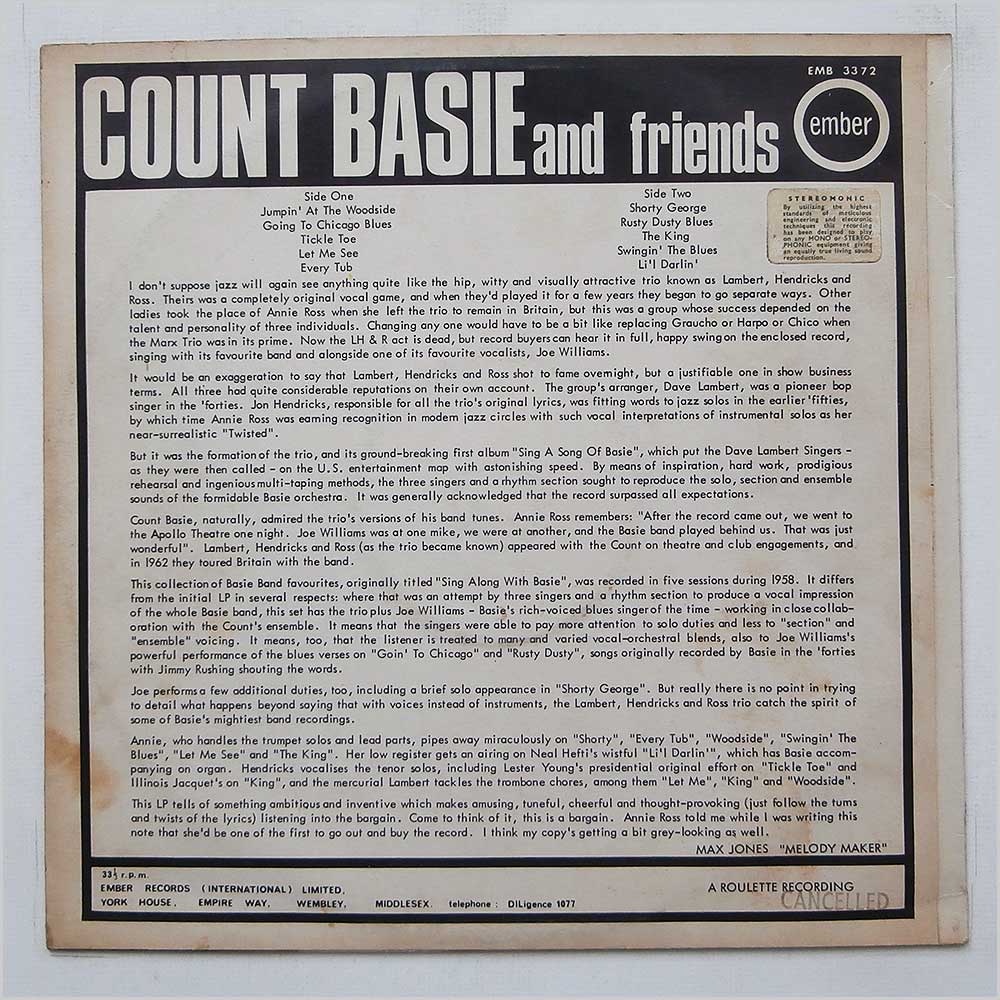 EMB 3372
COUNT BASIE and friends
ember
Side One
Jumpin' At The Woodside
Going To Chicago Blues
Tickle Toe
Let Me See
Every Tub
Side Two
Shorty George
Rusty Dusty Blues
The King
Swingin' The Blues
Li'l Darlin'
STEREOMONIC
By utilizing the highest
standards of meticulous
engineering and electronic
techniques this recording
has been designed to play
on any MONO or STEREO-
PHONIC equipment giving
an equally true living sound
reproduction.
I don't suppose jazz will again see anything quite like the hip, witty and visually attractive trio known as Lambert, Hendricks and
Ross. Theirs was a completely original vocal game, and when they'd played it for a few years they began to go separate ways. Other
ladies took the place of Annie Ross when she left the trio to remain in Britain, but this was a group whose success depended on the
talent and personality of three individuals. Changing any one would have to be a bit like replacing Graucho or Harpo or Chico when
the Marx Trio was in its prime. Now the LH & R act is dead, but record buyers can hear it in full, happy swing on the enclosed record,
singing with its favourite band and alongside one of its favourite vocalists, Joe Williams.
It would be an exaggeration to say that Lambert, Hendricks and Ross shot to fame overnight, but a justifiable one in show business
terms. All three had quite considerable reputations on their own account. The group's arranger, Dave Lambert, was a pioneer bop
singer in the 'forties. Jon Hendricks, responsible for all the trio's original lyrics, was fitting words to jazz solos in the earlier 'fifties,
by which time Annie Ross was earning recognition in modern jazz circles with such vocal interpretations of instrumental solos as her
near-surrealistic "Twisted".
But it was the formation of the trio, and its ground-breaking first album "Sing A Song Of Basie", which put the Dave Lambert Singers -
as they were then called - on the U.S. entertainment map with astonishing speed. By means of inspiration, hard work, prodigious
rehearsal and ingenious multi-taping methods, the three singers and a rhythm section sought to reproduce the solo, section and ensemble
sounds of the formidable Basie orchestra. It was generally acknowledged that the record surpassed all expectations.
Count Basie, naturally, admired the trio's versions of his band tunes. Annie Ross remembers: "After the record came out, we went to
the Apollo Theatre one night. Joe Williams was at one mike, we were at another, and the Basie band played behind us. That was just
wonderful". Lambert, Hendricks and Ross (as the trio became known) appeared with the Count on theatre and club engagements, and
in 1962 they toured Britain with the band.
This collection of Basie Band favourites, originally titled "Sing Along With Basie", was recorded in five sessions during 1958. It differs
from the initial LP in several respects: where that was an attempt by three singers and a rhythm section to produce a vocal impression
of the whole Basie band, this set has the trio plus Joe Williams - Basie's rich-voiced blues singer of the time - working in close collab-
oration with the Count's ensemble. It means that the singers were able to pay more attention to solo duties and less to "section" and
"ensemble" voicing. It means, too, that the listener is treated to many and varied vocal-orchestral blends, also to Joe Williams's
powerful performance of the blues verses on "Goin' To Chicago" and "Rusty Dusty", songs originally recorded by Basie in the 'forties
with Jimmy Rushing shouting the words.
Joe performs a few additional duties, too, including a brief solo appearance in "Shorty George". But really there is no point in trying
to detail what happens beyond saying that with voices instead of instruments, the Lambert, Hendricks and Ross trio catch the spirit of
some of Basie's mightiest band recordings.
Annie, who handles the trumpet solos and lead parts, pipes away miraculously on "Shorty", "Every Tub", "Woodside", "Swingin' The
Blues", "Let Me See" and "The King". Her low register gets an airing on Neal Hefti's wistful "Li'l Darlin'", which has Basie accom-
panying on organ. Hendricks vocalises the tenor solos, including Lester Young's presidential original effort on "Tickle Toe" and
Illinois Jacquet's on "King", and the mercurial Lambert tackles the trombone chores, among them "Let Me", "King" and "Woodside".
This LP tells of something ambitious and inventive which makes amusing, tuneful, cheerful and thought-provoking (just follow the turns
and twists of the lyrics) listening into the bargain. Come to think of it, this is a bargain. Annie Ross told me while I was writing this
note that she'd be one of the first to go out and buy the record. I think my copy's getting a bit grey-looking as well.
MAX JONES "MELODY MAKER"
33⅓ r.p.m.
EMBER RECORDS (INTERNATIONAL) LIMITED,
YORK HOUSE, EMPIRE WAY, WEMBLEY, MIDDLESEX. telephone : DILigence 1077
A ROULETTE RECORDING
CANCELLED